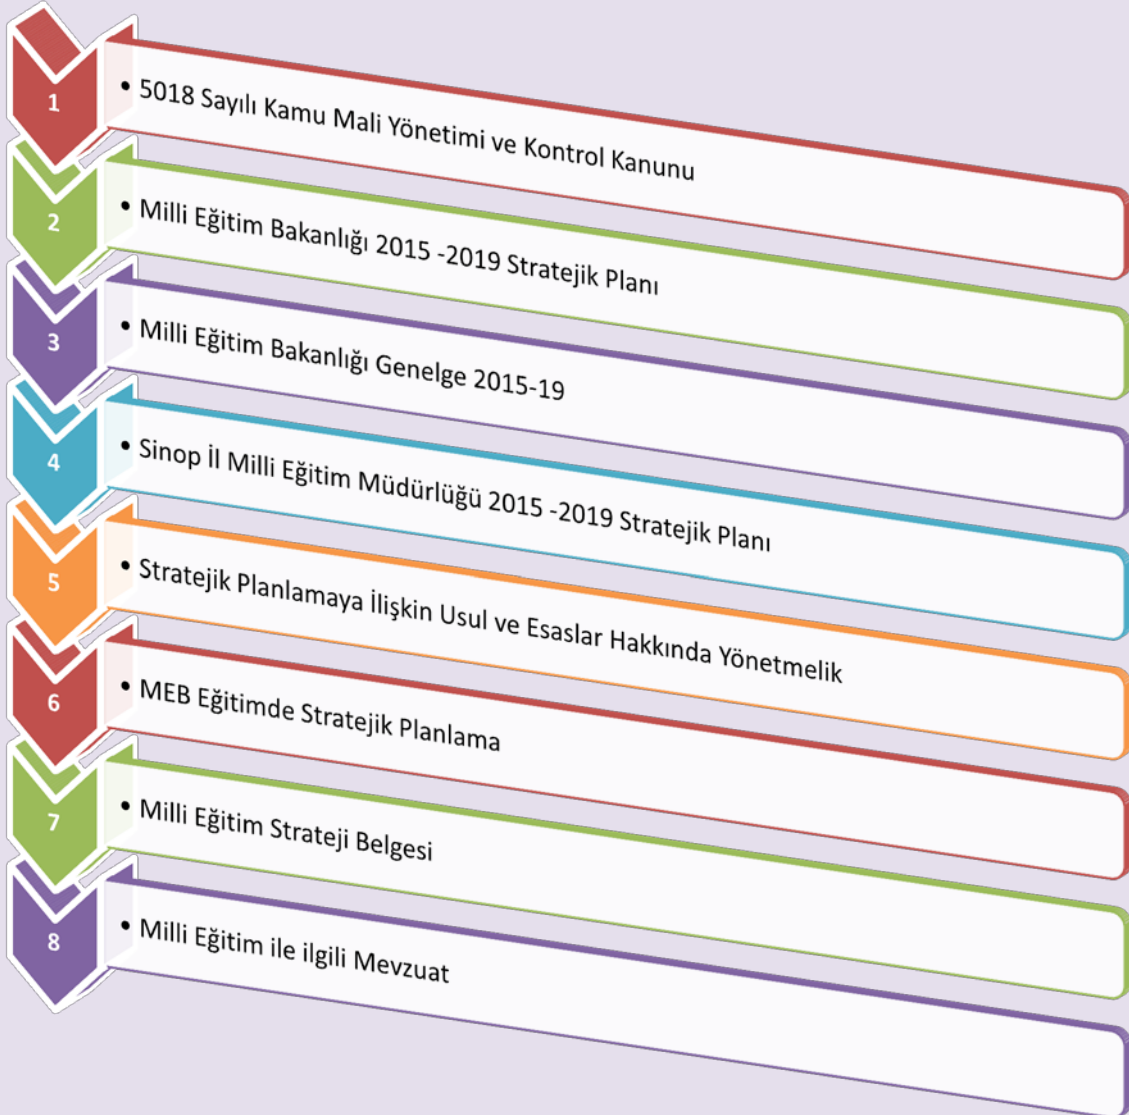 1
• 5018 Sayılı Kamu Mali Yönetimi ve Kontrol Kanunu
2
• Milli Eğitim Bakanlığı 2015 -2019 Stratejik Planı
3
• Milli Eğitim Bakanlığı Genelge 2015-19
4
• Sinop İl Milli Eğitim Müdürlüğü 2015 -2019 Stratejik Planı
5
• Stratejik Planlamaya İlişkin Usul ve Esaslar Hakkında Yönetmelik
6
• MEB Eğitimde Stratejik Planlama
7
• Milli Eğitim Strateji Belgesi
8
• Milli Eğitim ile ilgili Mevzuat